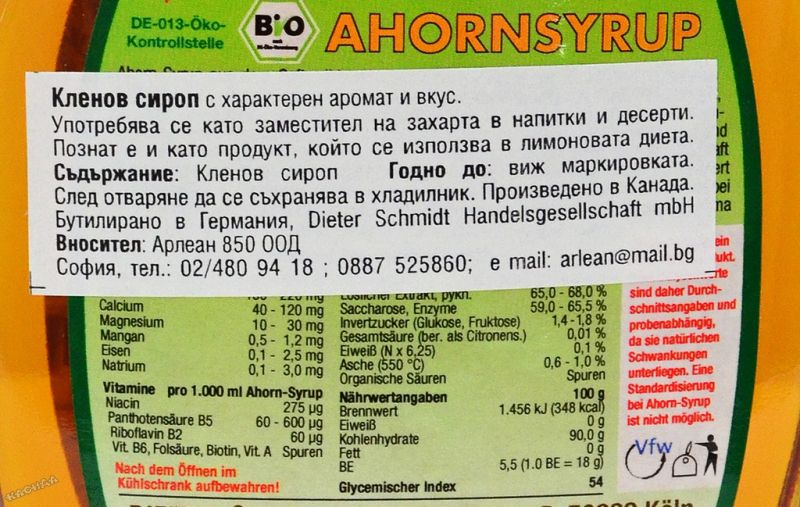 DE-013-Öko-
Kontrollstelle
BIO
AHORNSYRUP
Кленов сироп с характерен аромат и вкус.
Употребява се като заместител на захарта в напитки и десерти.
Познат е и като продукт, който се използва в лимоновата диета.
Съдържание: Кленов сироп Годно до: виж маркировката.
След отваряне да се съхранява в хладилник. Произведено в Канада.
Бутилирано в Германия, Dieter Schmidt Handelsgesellschaft mbH
Вносител: Арлеан 850 ООД
София, тел.: 02/480 94 18 ; 0887 525860; e mail: arlean@mail.bg
Calcium 40 - 120 mg
Magnesium 10 - 30 mg
Mangan 0,5 - 1,2 mg
Eisen 0,1 - 2,5 mg
Natrium 0,1 - 3,0 mg
Vitamine pro 1.000 ml Ahorn-Syrup
Niacin 275 µg
Panthotensäure B5 60 - 600 µg
Riboflavin B2 60 µg
Vit. B6, Folsäure, Biotin, Vit. A Spuren
Nach dem Öffnen im
Kühlschrank aufbewahren!
Löslicher Extrakt, pykn. 65,0 - 68,0 %
Saccharose, Enzyme 59,0 - 65,5 %
Invertzucker (Glukose, Fruktose) 1,4 - 1,8 %
Gesamtsäure (ber. als Citronens.) 0,01 %
Eiweiß (N x 6,25) 0,1 %
Asche (550 °C) 0,6 - 1,0 %
Organische Säuren Spuren
Nährwertangaben 100 g
Brennwert 1.456 kJ (348 kcal)
Eiweiß 0 g
Kohlenhydrate 90,0 g
Fett 0 g
BE 5,5 (1.0 BE = 18 g)
Glycemischer Index 54
sind daher Durch-
schnittsangaben und
probenabhängig,
da sie natürlichen
Schwankungen
unterliegen. Eine
Standardisierung
bei Ahorn-Syrup
ist nicht möglich.
Vfw
KACHAA